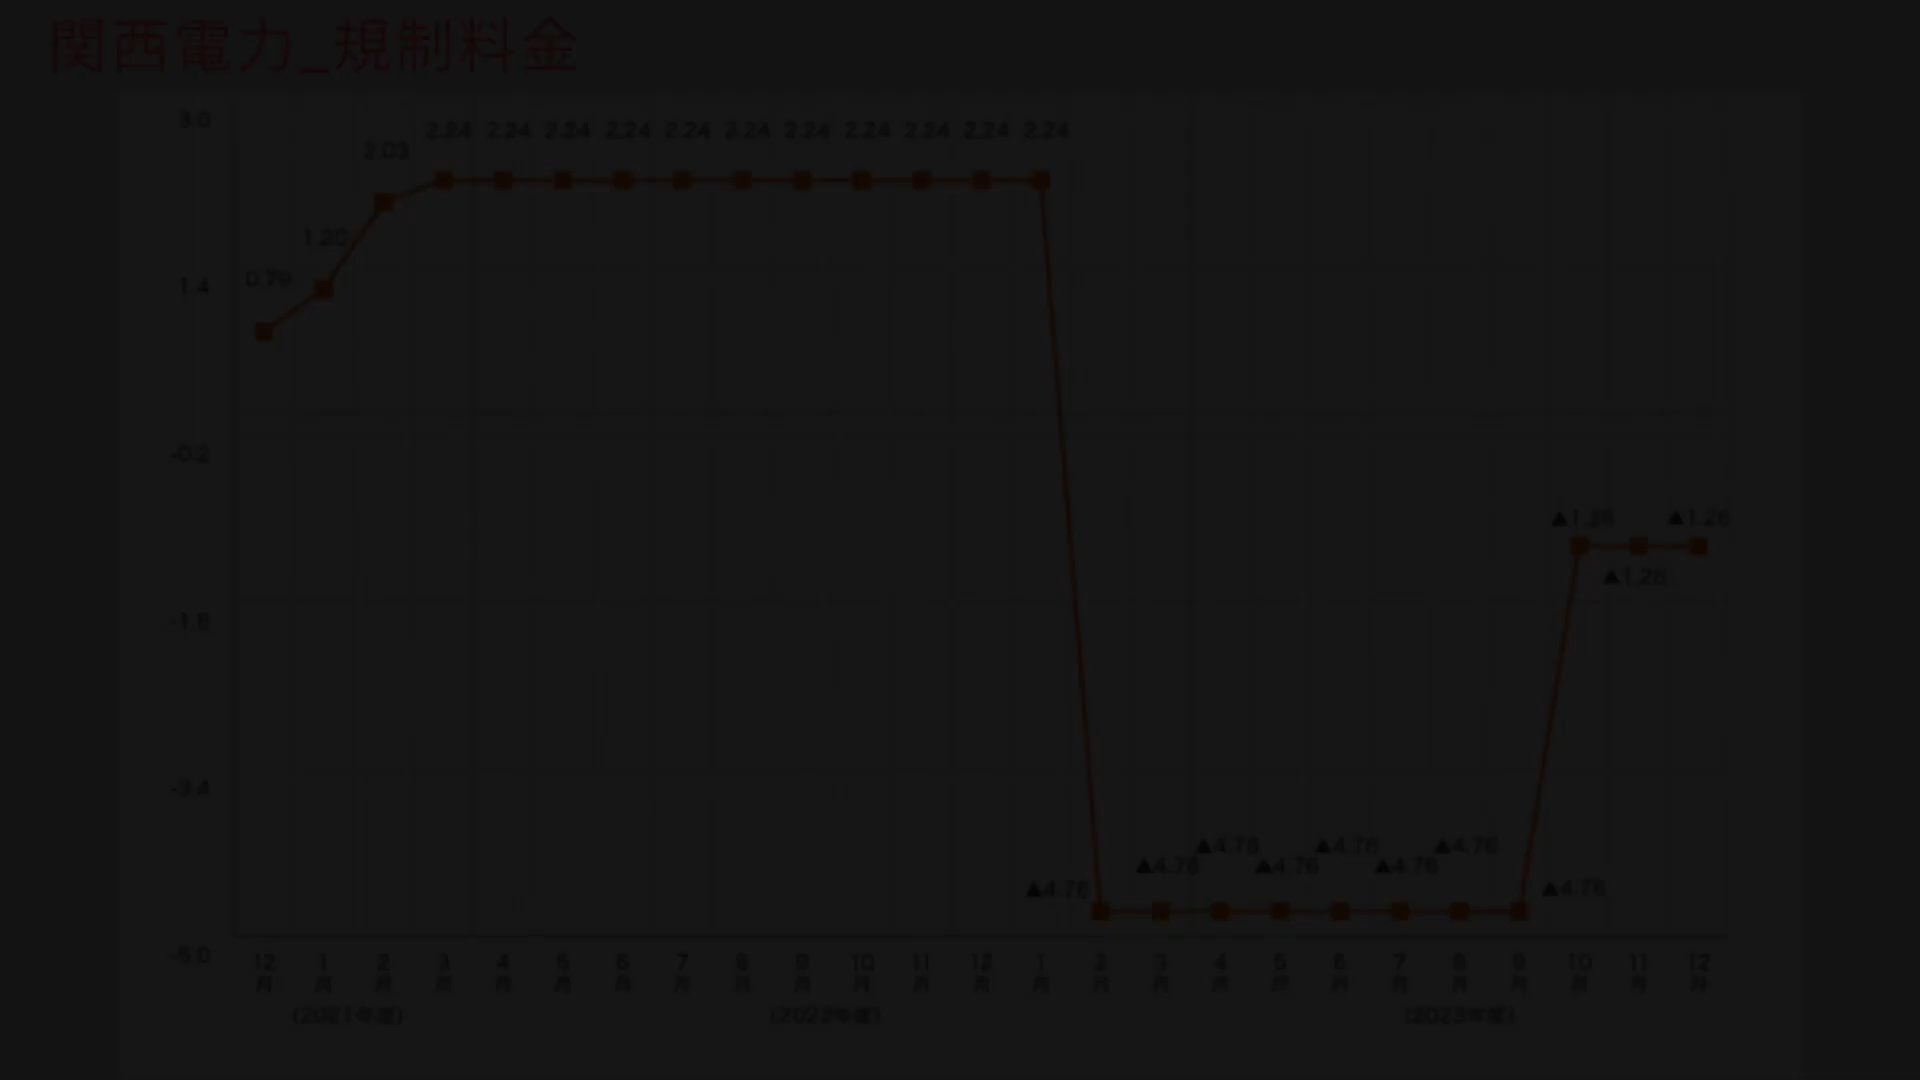 関西電力_規制料金
3.0
2.24 2.24 2.24 2.24 2.24 2.24 2.24 2.24 2.24 2.24 2.24
2.03
1.20
0.79
1.4
-0.2
▲1.26 ▲1.26
▲1.26
-1.8
-3.4
▲4.76 ▲4.76 ▲4.76
▲4.76 ▲4.76 ▲4.76
▲4.76 ▲4.76
-5.0
12月 1月 2月 3月 4月 5月 6月 7月 8月 9月 10月 11月 12月 1月 2月 3月 4月 5月 6月 7月 8月 9月 10月 11月 12月
(2021年度) (2022年度) (2023年度)